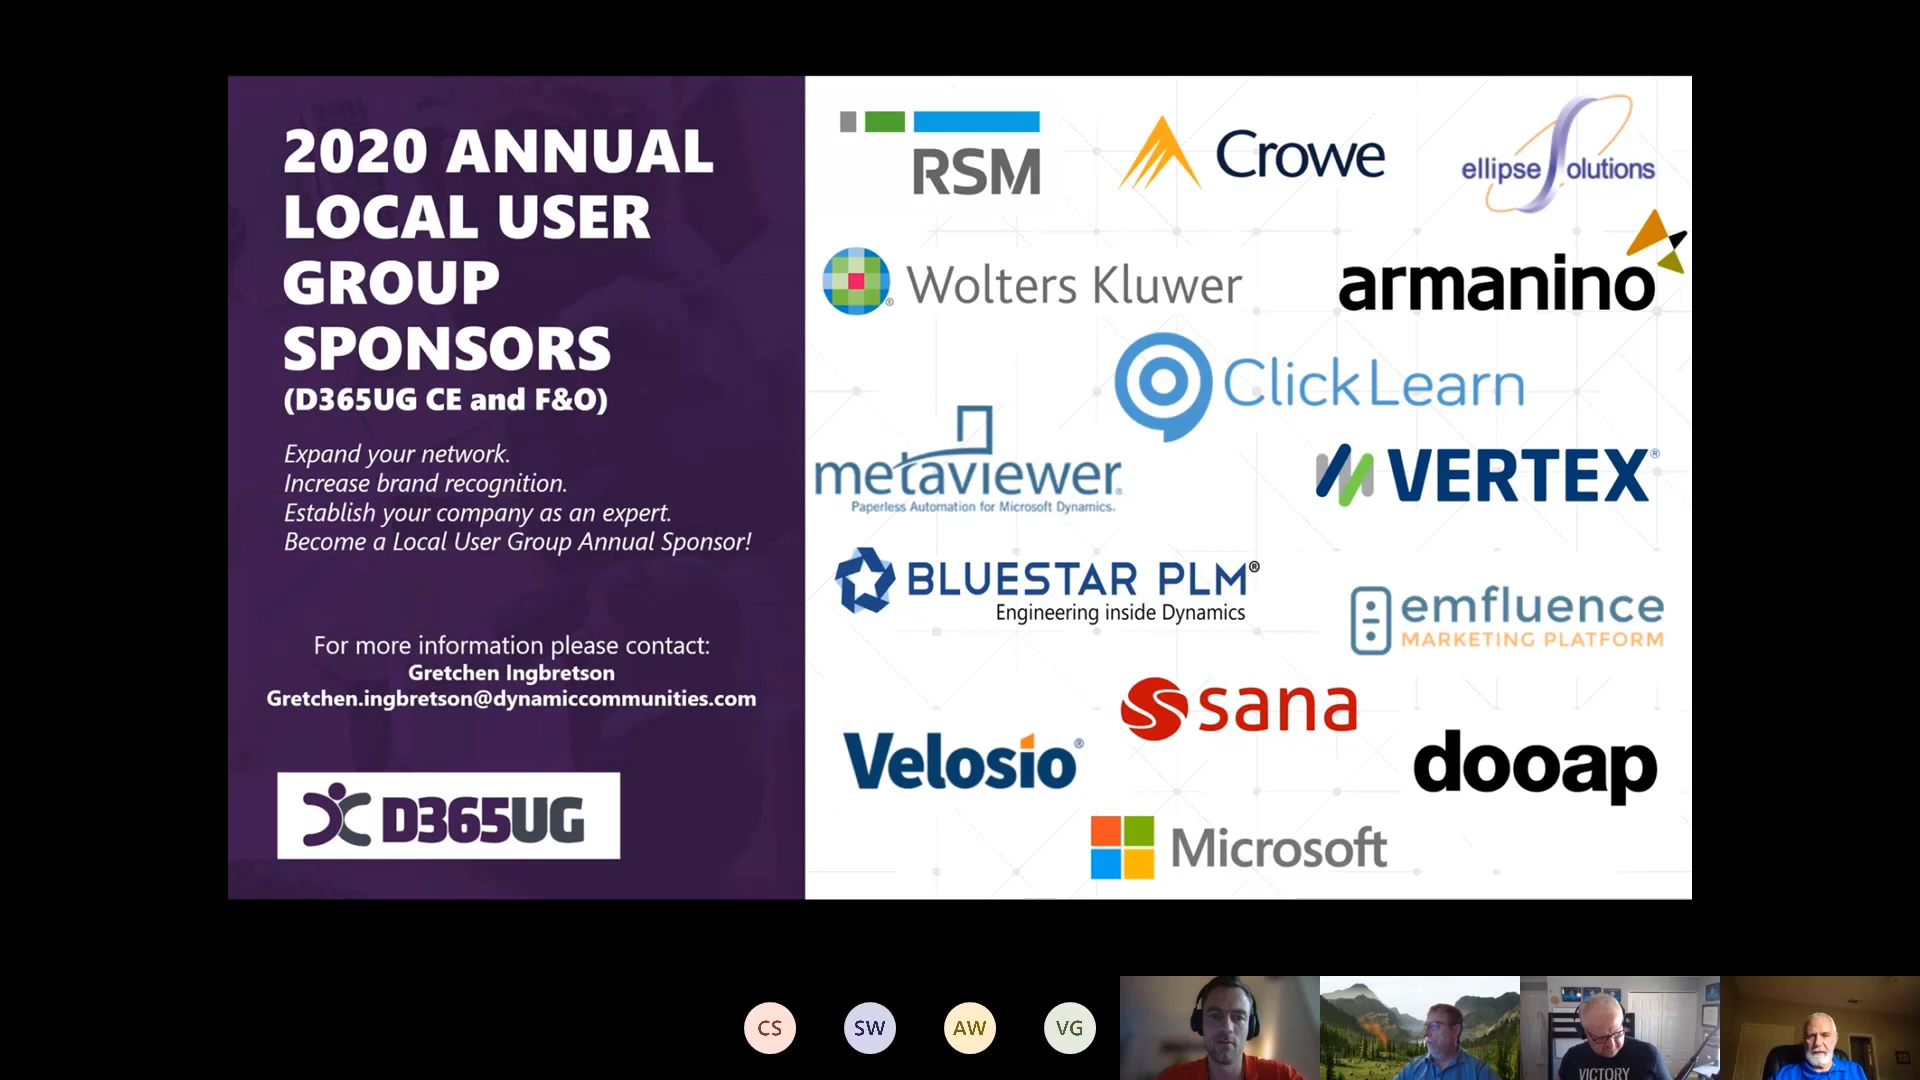 2020 ANNUAL
LOCAL USER
GROUP
SPONSORS
(D365UG CE and F&O)
Expand your network.
Increase brand recognition.
Establish your company as an expert.
Become a Local User Group Annual Sponsor!
For more information please contact:
Gretchen Ingbretson
Gretchen.ingbretson@dynamiccommunities.com
D365UG
RSM
Crowe
ellipse Solutions
Wolters Kluwer
armanino
ClickLearn
metaviewer
Paperless Automation for Microsoft Dynamics.
VERTEX®
BLUESTAR PLM®
Engineering inside Dynamics
emfluence
MARKETING PLATFORM
sana
Velosio®
dooap
Microsoft
CS
SW
AW
VG
VICTORY